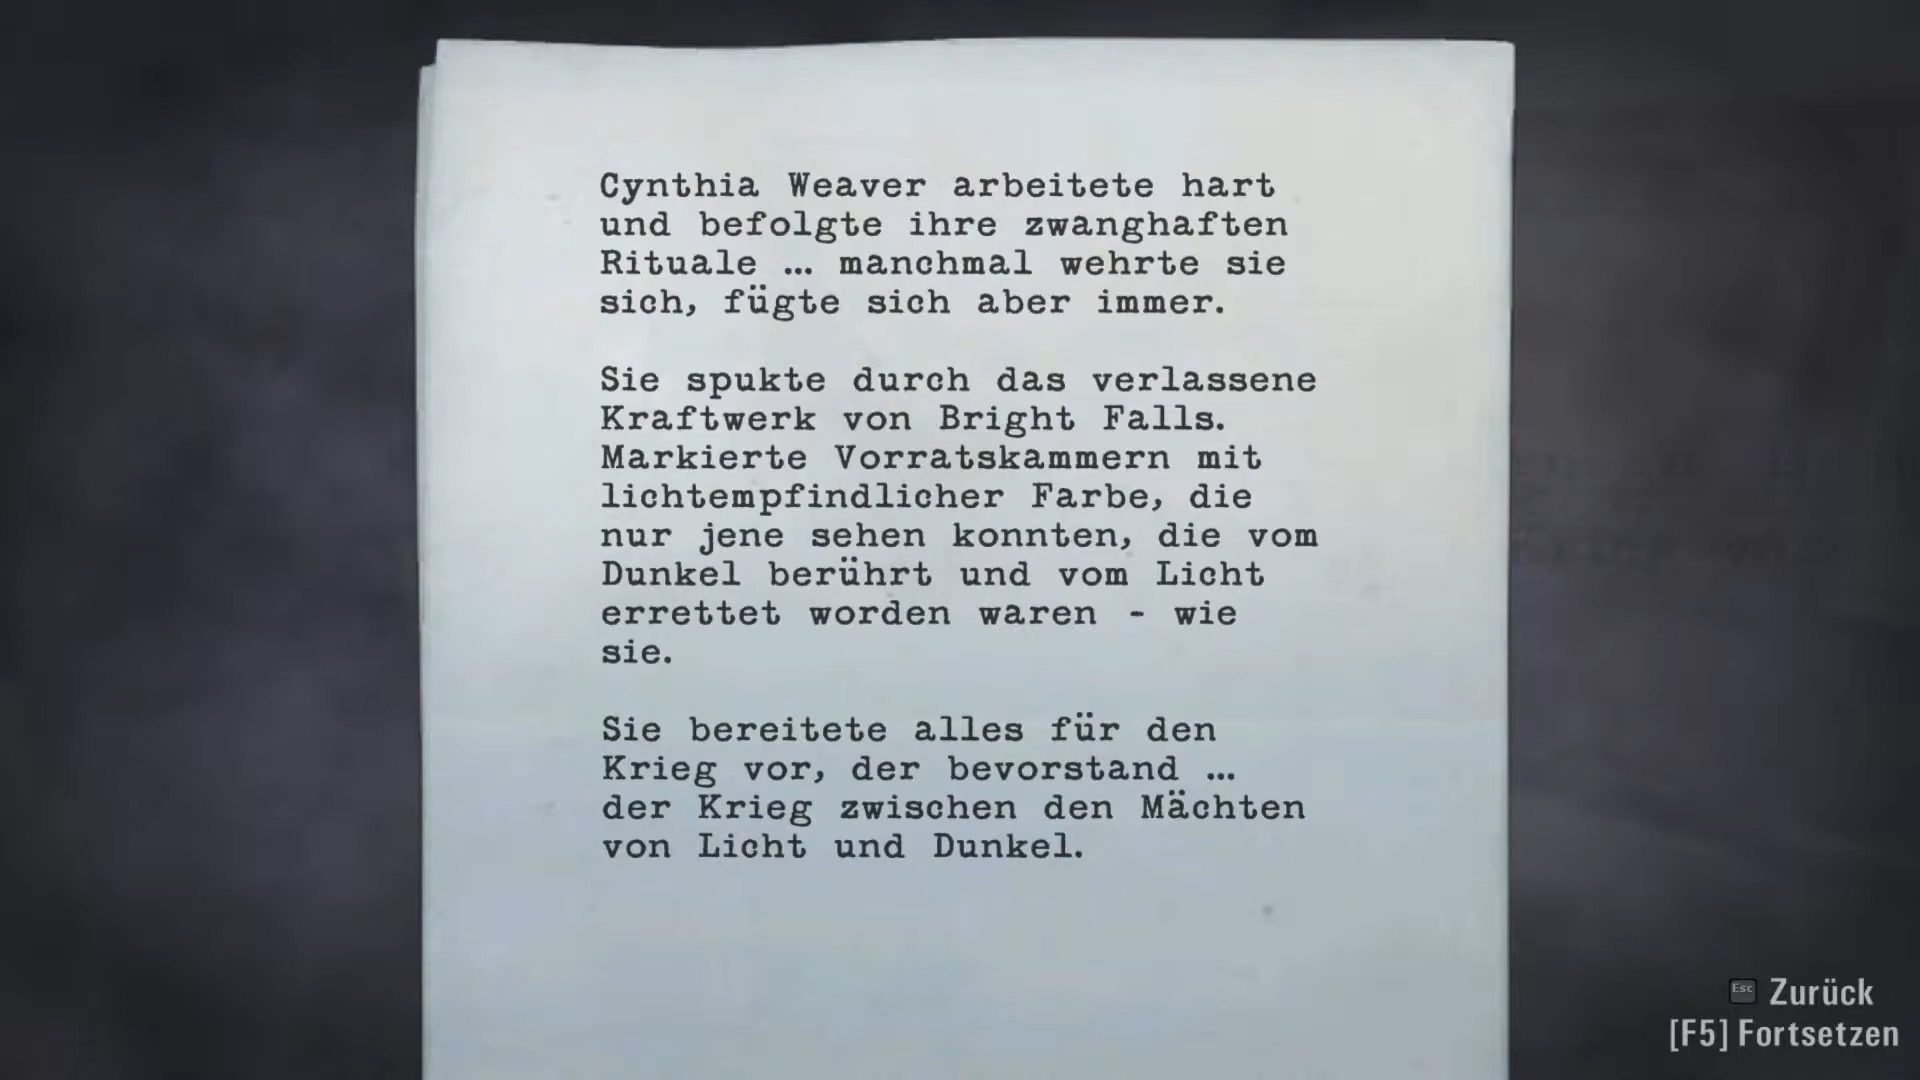 Cynthia Weaver arbeitete hart
und befolgte ihre zwanghaften
Rituale … manchmal wehrte sie
sich, fügte sich aber immer.
Sie spukte durch das verlassene
Kraftwerk von Bright Falls.
Markierte Vorratskammern mit
lichtempfindlicher Farbe, die
nur jene sehen konnten, die vom
Dunkel berührt und vom Licht
errettet worden waren - wie
sie.
Sie bereitete alles für den
Krieg vor, der bevorstand …
der Krieg zwischen den Mächten
von Licht und Dunkel.
Esc Zurück
[F5] Fortsetzen